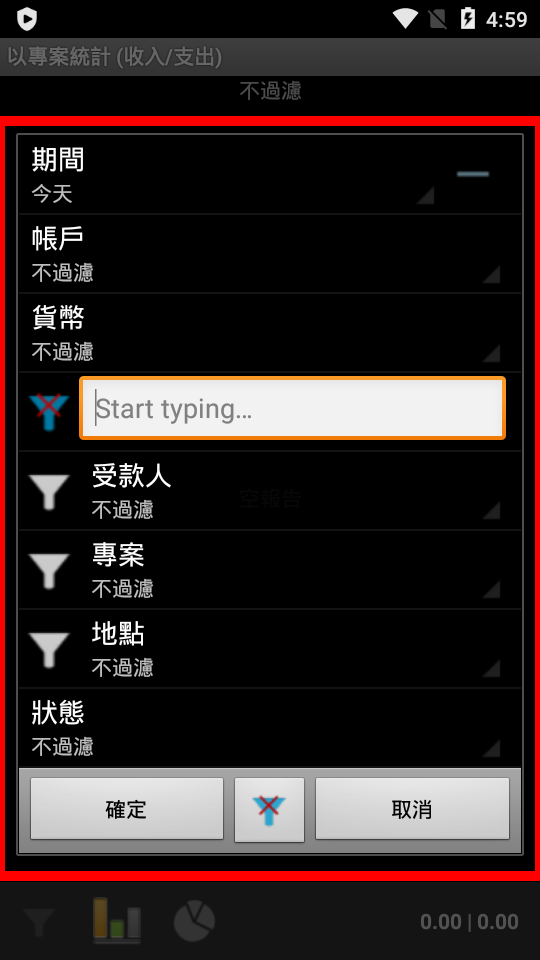 4:59
以專案統計 (收入/支出)
不過濾
期間
今天
帳戶
不過濾
貨幣
不過濾
Start typing…
受款人
不過濾
空報告
專案
不過濾
地點
不過濾
狀態
不過濾
確定
取消
0.00 | 0.00